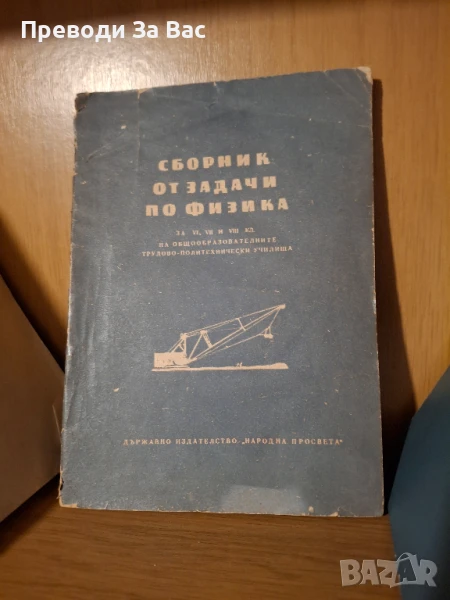 Преводи За Вас
СБОРНИК
ОТ ЗАДАЧИ
ПО ФИЗИКА
ЗА VI, VII И VIII КЛ.
НА ОБЩООБРАЗОВАТЕЛНИТЕ
ТРУДОВО-ПОЛИТЕХНИЧЕСКИ УЧИЛИЩА
ДЪРЖАВНО ИЗДАТЕЛСТВО „НАРОДНА ПРОСВЕТА"
BAZAR